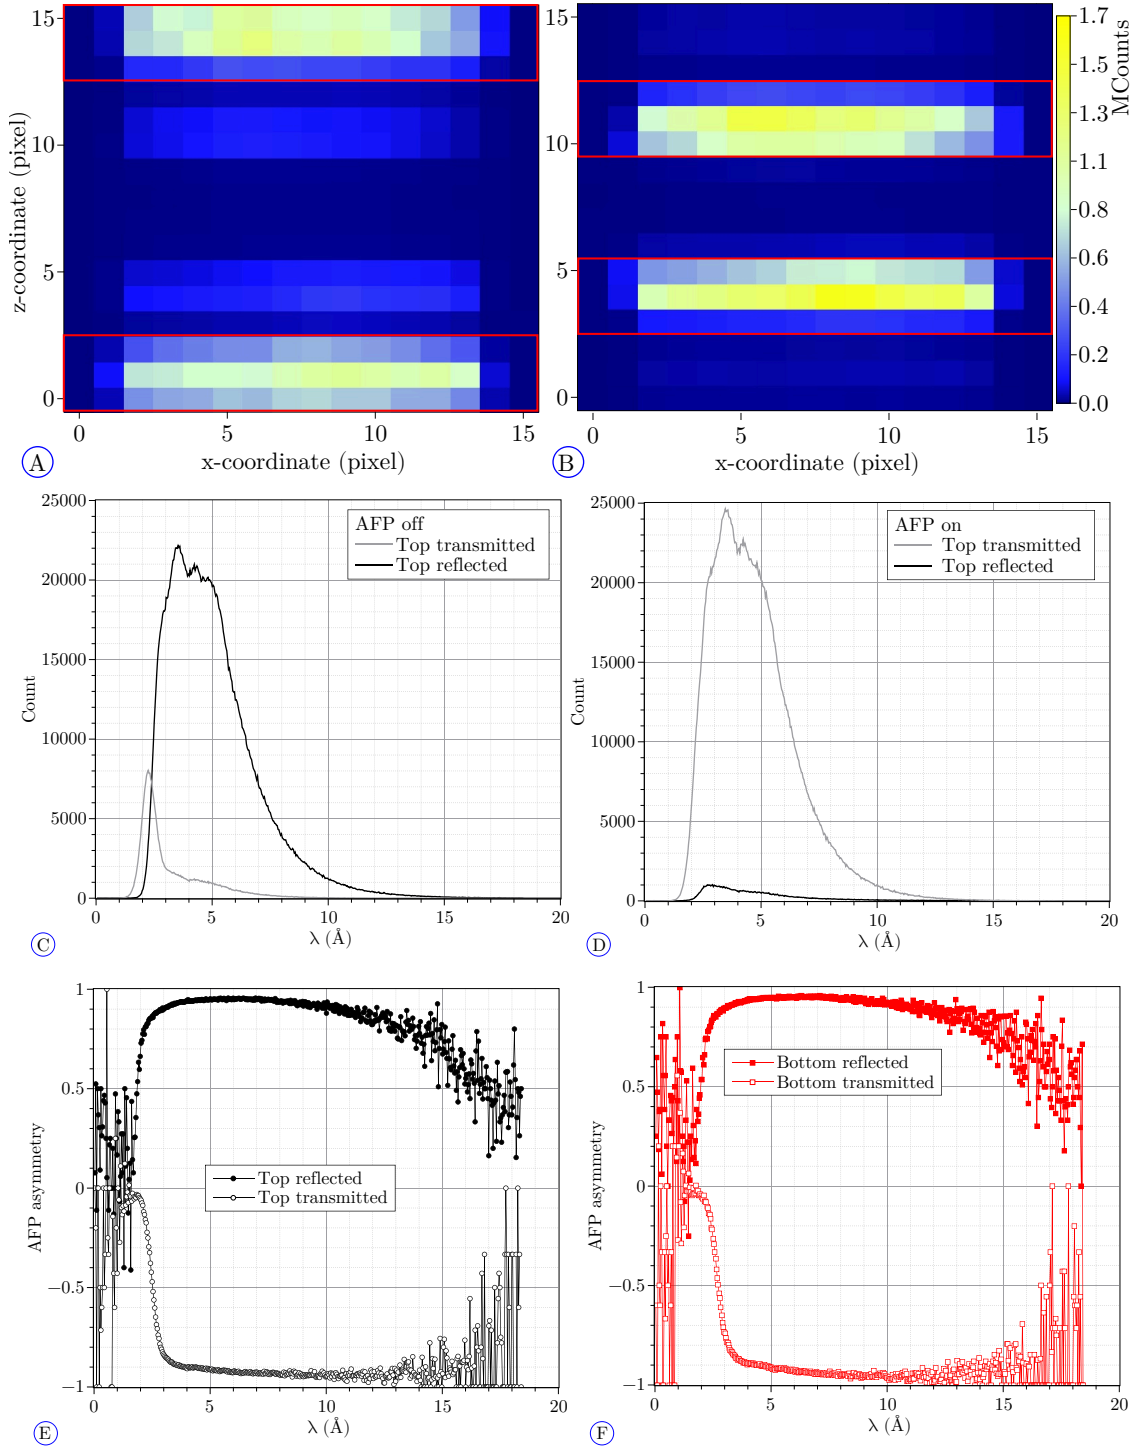 15
10
5
0
z-coordinate (pixel)
0 5 10 15
x-coordinate (pixel)
A
15
10
5
0
0 5 10 15
x-coordinate (pixel)
B
1.7
1.5
1.3
1.1
0.8
0.6
0.4
0.2
0.0
MCounts
25000
20000
15000
10000
5000
0
Count
0 5 10 15 20
λ (Å)
AFP off
Top transmitted
Top reflected
C
25000
20000
15000
10000
5000
0
Count
0 5 10 15 20
λ (Å)
AFP on
Top transmitted
Top reflected
D
1
0.5
0
−0.5
−1
AFP asymmetry
0 5 10 15 20
λ (Å)
Top reflected
Top transmitted
E
1
0.5
0
−0.5
−1
AFP asymmetry
0 5 10 15 20
λ (Å)
Bottom reflected
Bottom transmitted
F